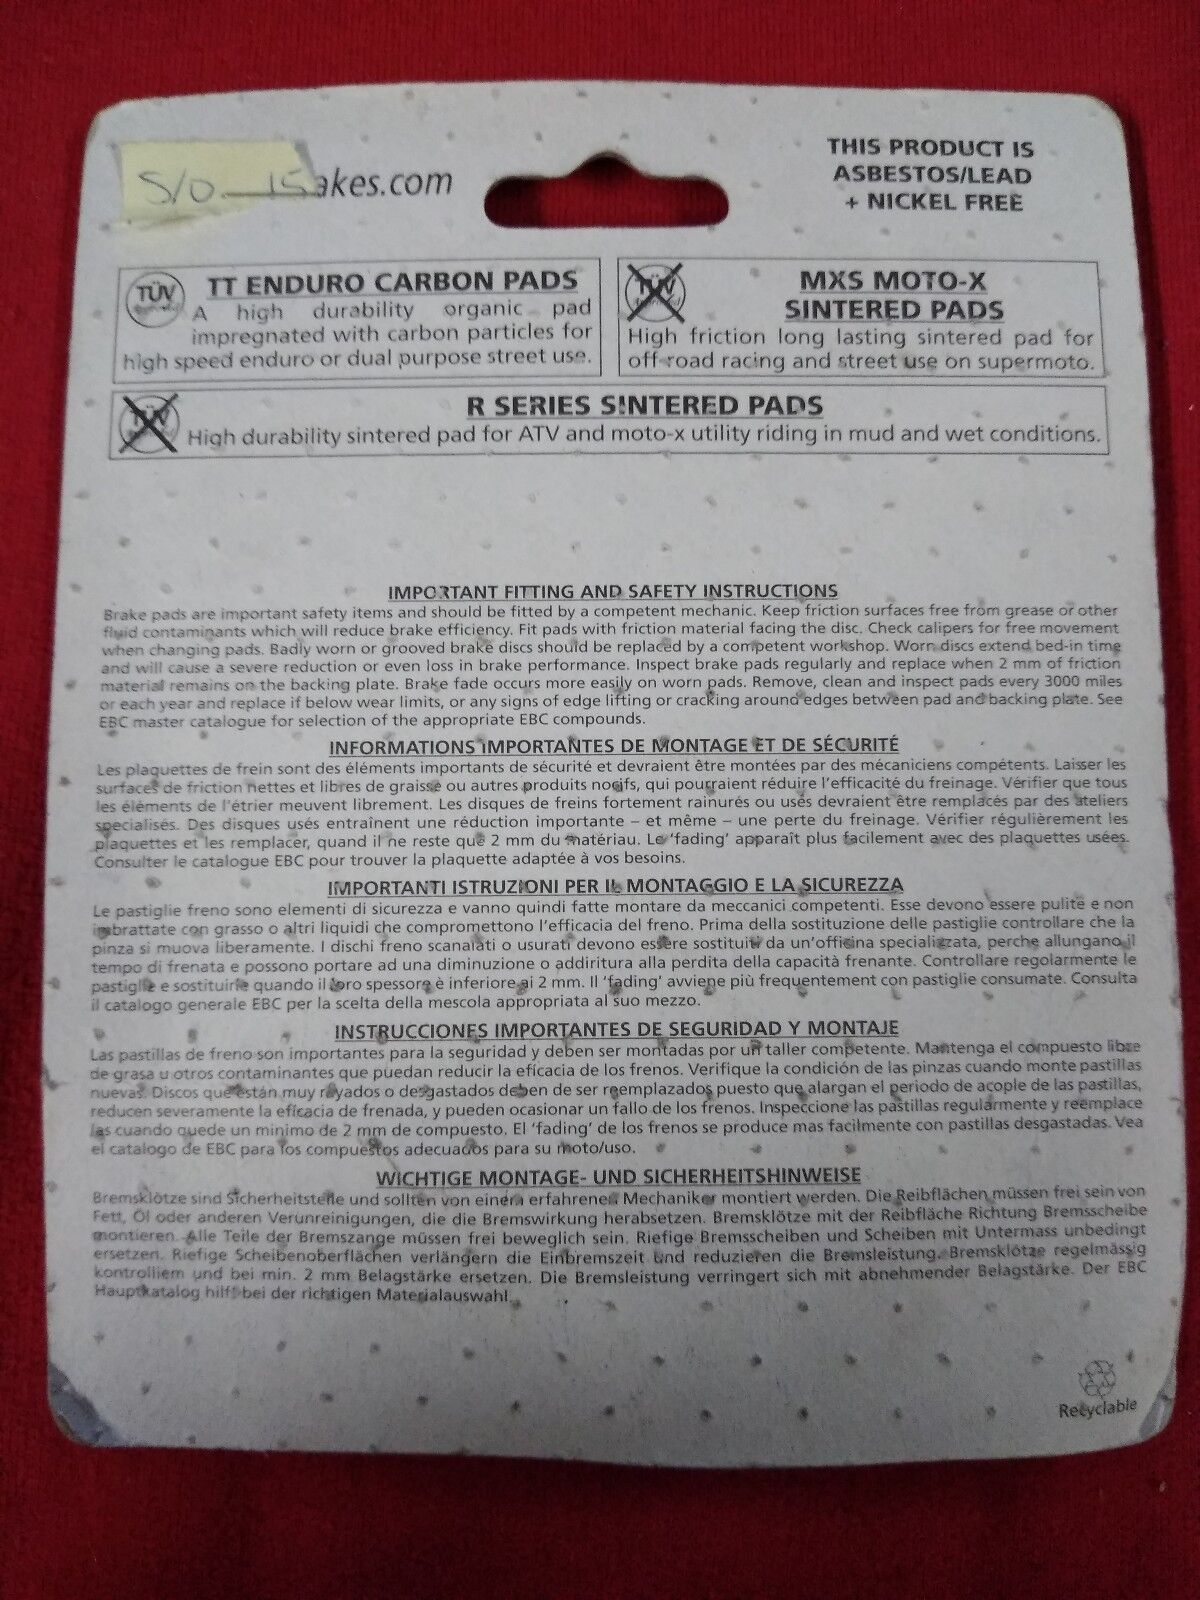 S/O 15
akes.com
THIS PRODUCT IS
ASBESTOS/LEAD
+ NICKEL FREE
TÜV
TT ENDURO CARBON PADS
A high durability organic pad
impregnated with carbon particles for
high speed enduro or dual purpose street use.
TÜV
MXS MOTO-X
SINTERED PADS
High friction long lasting sintered pad for
off-road racing and street use on supermoto.
TÜV
R SERIES SINTERED PADS
High durability sintered pad for ATV and moto-x utility riding in mud and wet conditions.
IMPORTANT FITTING AND SAFETY INSTRUCTIONS
Brake pads are important safety items and should be fitted by a competent mechanic. Keep friction surfaces free from grease or other
fluid contaminants which will reduce brake efficiency. Fit pads with friction material facing the disc. Check calipers for free movement
when changing pads. Badly worn or grooved brake discs should be replaced by a competent workshop. Worn discs extend bed-in time
and will cause a severe reduction or even loss in brake performance. Inspect brake pads regularly and replace when 2 mm of friction
material remains on the backing plate. Brake fade occurs more easily on worn pads. Remove, clean and inspect pads every 3000 miles
or each year and replace if below wear limits, or any signs of edge lifting or cracking around edges between pad and backing plate. See
EBC master catalogue for selection of the appropriate EBC compounds.
INFORMATIONS IMPORTANTES DE MONTAGE ET DE SÉCURITÉ
Les plaquettes de frein sont des éléments importants de sécurité et devraient être montées par des mécaniciens compétents. Laisser les
surfaces de friction nettes et libres de graisse ou autres produits nocifs, qui pourraient réduire l'efficacité du freinage. Vérifier que tous
les éléments de l'étrier meuvent librement. Les disques de freins fortement rainurés ou usés devraient être remplacés par des ateliers
specialisés. Des disques usés entraînent une réduction importante – et même – une perte du freinage. Vérifier régulièrement les
plaquettes et les remplacer, quand il ne reste que 2 mm du matériau. Le 'fading' apparaît plus facilement avec des plaquettes usées.
Consulter le catalogue EBC pour trouver la plaquette adaptée à vos besoins.
IMPORTANTI ISTRUZIONI PER IL MONTAGGIO E LA SICUREZZA
Le pastiglie freno sono elementi di sicurezza e vanno quindi fatte montare da meccanici competenti. Esse devono essere pulite e non
imbrattate con grasso o altri liquidi che compromettono l'efficacia del freno. Prima della sostituzione delle pastiglie controllare che la
pinza si muova liberamente. I dischi freno scanalati o usurati devono essere sostituiti da un'officina specializzata, perche allungano il
tempo di frenata e possono portare ad una diminuzione o addiritura alla perdita della capacità frenante. Controllare regolarmente le
pastiglie e sostituirle quando il loro spessore è inferiore ai 2 mm. Il 'fading' avviene più frequentemente con pastiglie consumate. Consulta
il catalogo generale EBC per la scelta della mescola appropriata al suo mezzo.
INSTRUCCIONES IMPORTANTES DE SEGURIDAD Y MONTAJE
Las pastillas de freno son importantes para la seguridad y deben ser montadas por un taller competente. Mantenga el compuesto libre
de grasa u otros contaminantes que puedan reducir la eficacia de los frenos. Verifique la condición de las pinzas cuando monte pastillas
nuevas. Discos que están muy rayados o desgastados deben de ser reemplazados puesto que alargan el periodo de acople de las pastillas,
reducen severamente la eficacia de frenada, y pueden ocasionar un fallo de los frenos. Inspeccione las pastillas regularmente y reemplace
las cuando quede un minimo de 2 mm de compuesto. El 'fading' de los frenos se produce mas facilmente con pastillas desgastadas. Vea
el catalogo de EBC para los compuestos adecuados para su moto/uso.
WICHTIGE MONTAGE- UND SICHERHEITSHINWEISE
Bremsklötze sind Sicherheitsteile und sollten von einem erfahrenen Mechaniker montiert werden. Die Reibflächen müssen frei sein von
Fett, Öl oder anderen Verunreinigungen, die die Bremswirkung herabsetzen. Bremsklötze mit der Reibfläche Richtung Bremsscheibe
montieren. Alle Teile der Bremszange müssen frei beweglich sein. Riefige Bremsscheiben und Scheiben mit Untermass unbedingt
ersetzen. Riefige Scheibenoberflächen verlängern die Einbremszeit und reduzieren die Bremsleistung. Bremsklötze regelmässig
kontrolliern und bei min. 2 mm Belagstärke ersetzen. Die Bremsleistung verringert sich mit abnehmender Belagstärke. Der EBC
Hauptkatalog hilft bei der richtigen Materialauswahl.
Recyclable